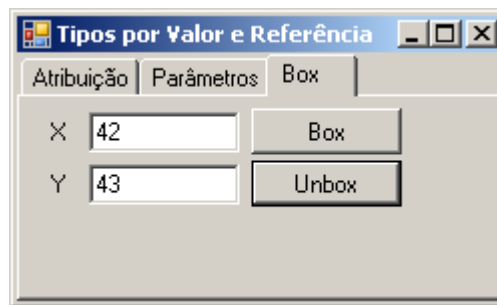 Tipos por Valor e Referência
Atribuição Parâmetros Box
X 42 Box
Y 43 Unbox